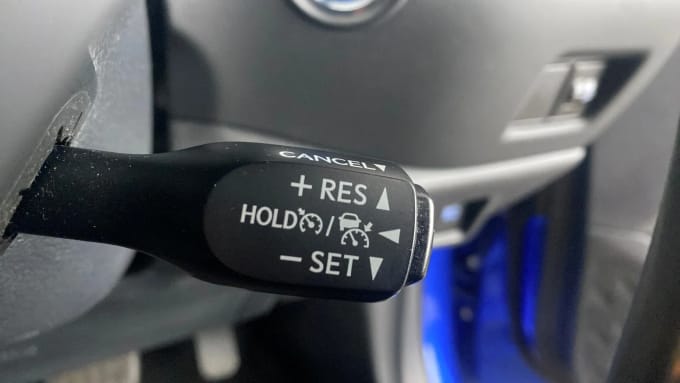 CANCEL▼
+ RES ▲
HOLD / ◄
− SET ▼